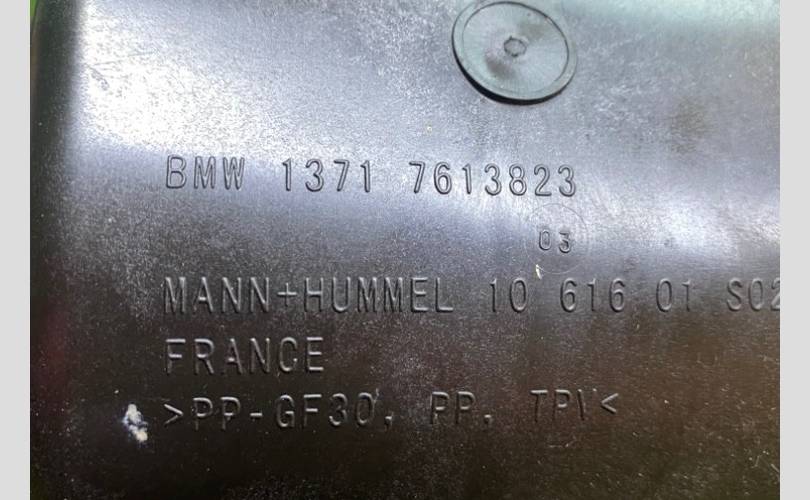 BMW 1371 7613823
03
MANN+HUMMEL 10 616 01 S02
FRANCE
>PP-GF30, PP, TPV<